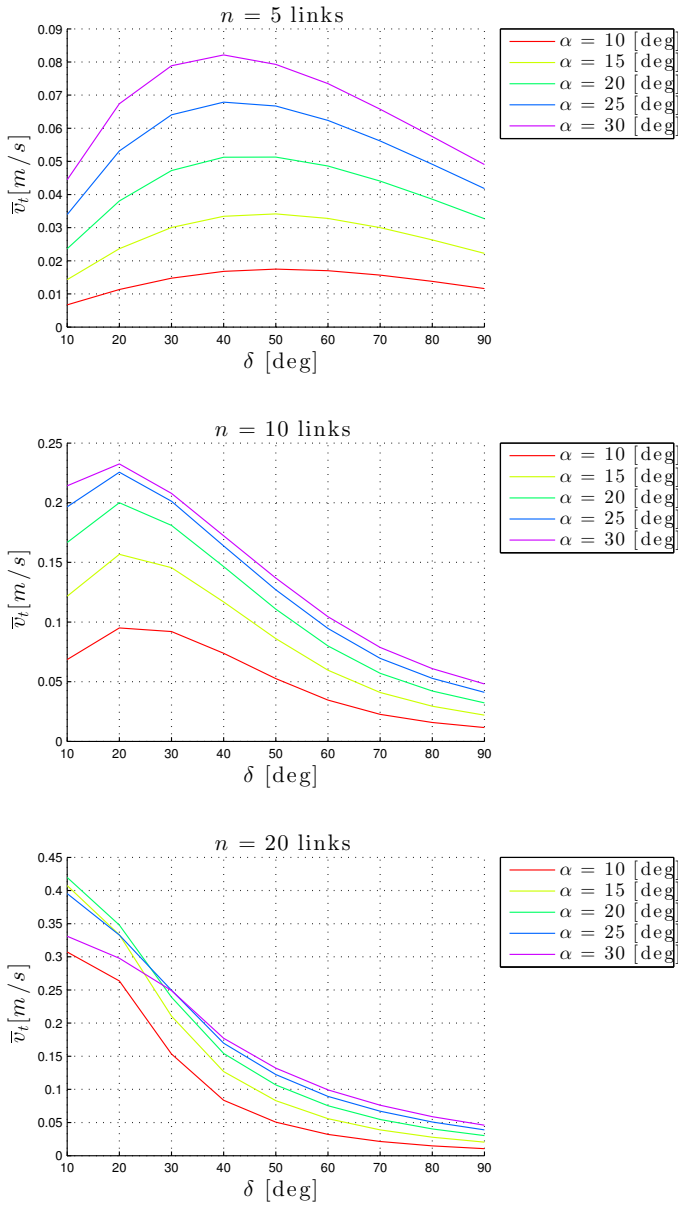 n = 5 links
0.09
0.08
0.07
0.06
0.05
0.04
0.03
0.02
0.01
0
v̅ₜ[m/s]
10 20 30 40 50 60 70 80 90
δ [deg]
α = 10 [deg]
α = 15 [deg]
α = 20 [deg]
α = 25 [deg]
α = 30 [deg]
n = 10 links
0.25
0.2
0.15
0.1
0.05
0
v̅ₜ[m/s]
10 20 30 40 50 60 70 80 90
δ [deg]
α = 10 [deg]
α = 15 [deg]
α = 20 [deg]
α = 25 [deg]
α = 30 [deg]
n = 20 links
0.45
0.4
0.35
0.3
0.25
0.2
0.15
0.1
0.05
0
v̅ₜ[m/s]
10 20 30 40 50 60 70 80 90
δ [deg]
α = 10 [deg]
α = 15 [deg]
α = 20 [deg]
α = 25 [deg]
α = 30 [deg]